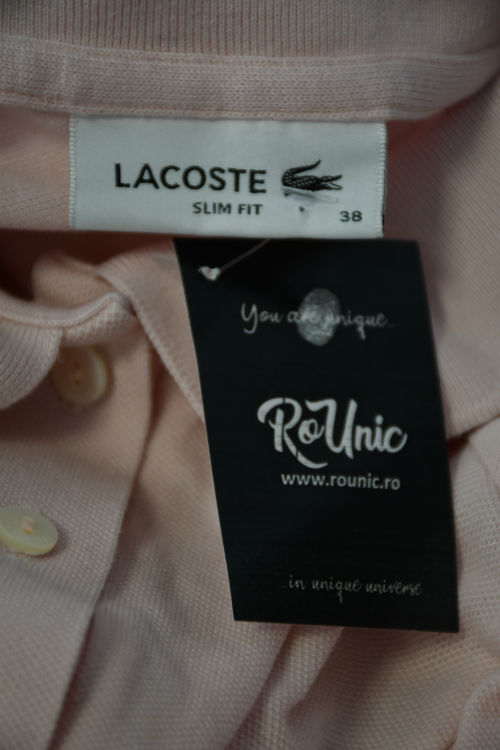 LACOSTE
SLIM FIT
38
You are unique..
RoUnic
www.rounic.ro
..in unique universe